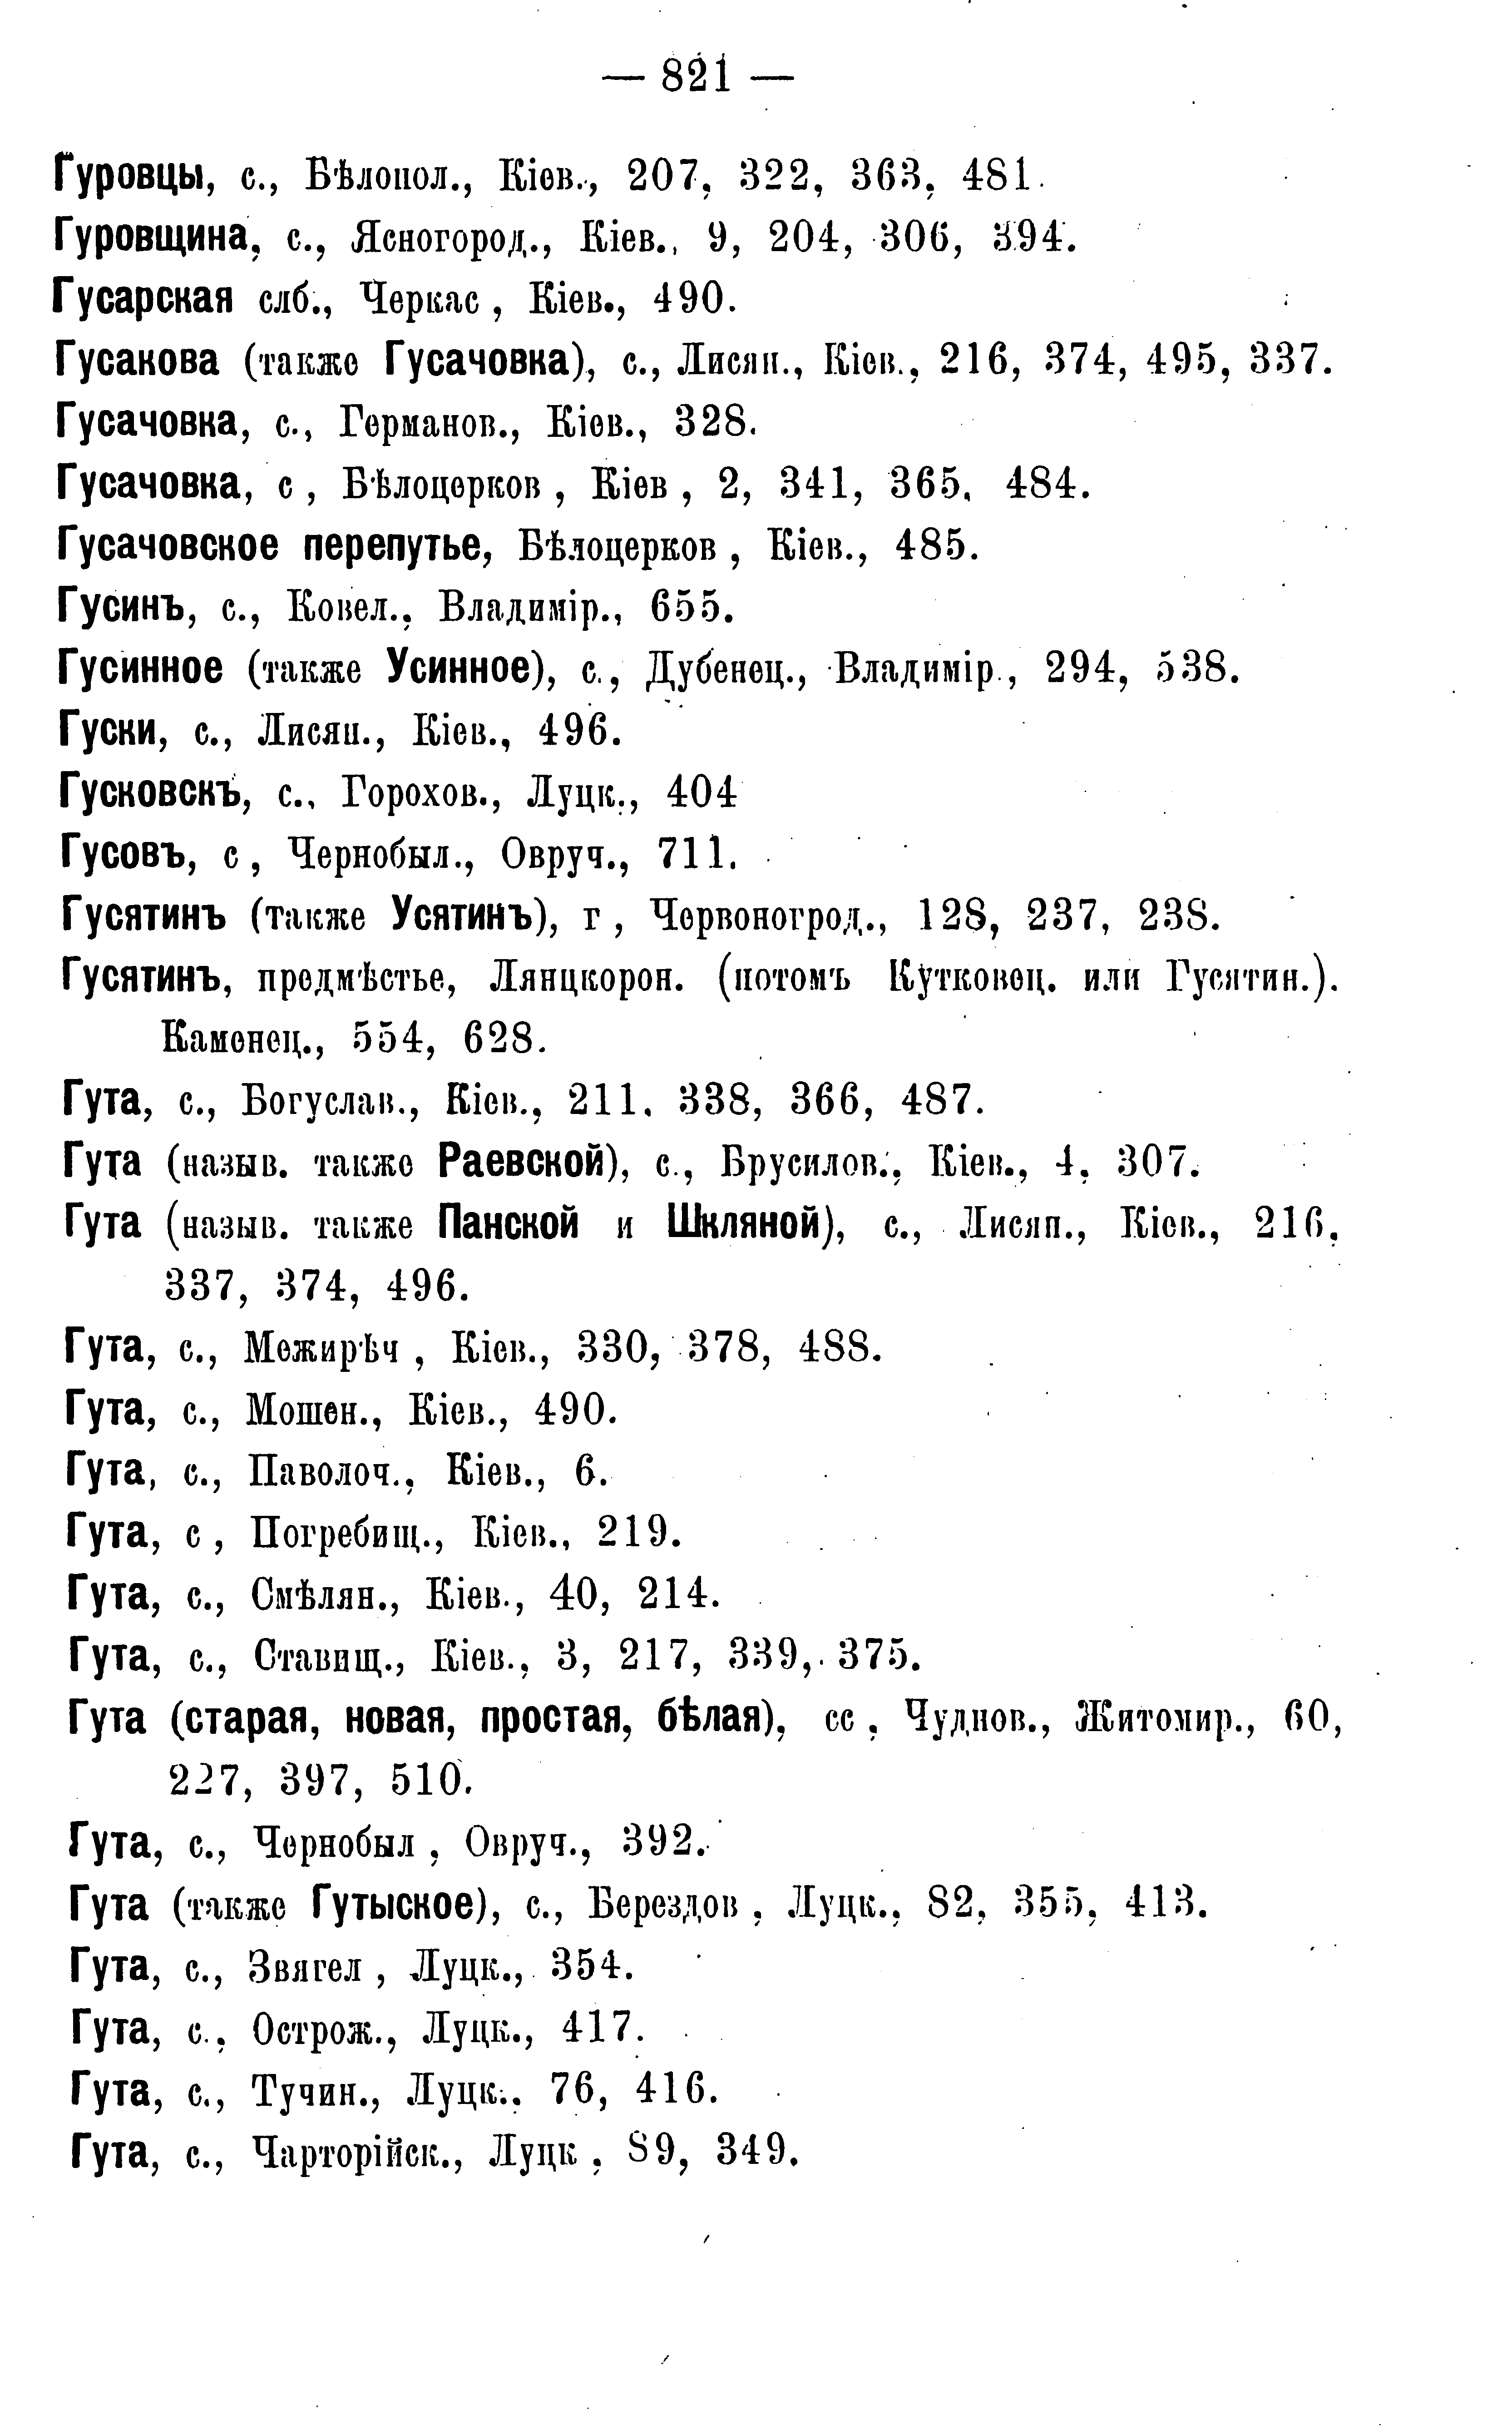 — 821 —
Гуровцы, с., Бѣлопол., Кіев., 207, 322, 363, 481.
Гуровщина, с., Ясногород., Кіев., 9, 204, 306, 394.
Гусарская слб., Черкас , Кіев., 490.
Гусакова (также Гусачовка), с., Лисян., Кіев., 216, 374, 495, 337.
Гусачовка, с., Германов., Кіев., 328.
Гусачовка, с , Бѣлоцерков , Кіев , 2, 341, 365, 484.
Гусачовское перепутье, Бѣлоцерков , Кіев., 485.
Гусинъ, с., Ковел., Владимір., 655.
Гусинное (также Усинное), с., Дубенец., Владимір., 294, 538.
Гуски, с., Лисян., Кіев., 496.
Гусковскъ, с., Горохов., Луцк., 404
Гусовъ, с , Чернобыл., Овруч., 711.
Гусятинъ (также Усятинъ), г , Червоногрод., 128, 237, 238.
Гусятинъ, предмѣстье, Лянцкорон. (потомъ Кутковец. или Гусятин.).
Каменец., 554, 628.
Гута, с., Богуслав., Кіев., 211, 338, 366, 487.
Гута (назыв. также Раевской), с., Брусилов., Кіев., 4, 307.
Гута (назыв. также Панской и Шкляной), с., Лисян., Кіев., 216,
337, 374, 496.
Гута, с., Межирѣч , Кіев., 330, 378, 488.
Гута, с., Мошен., Кіев., 490.
Гута, с., Паволоч., Кіев., 6.
Гута, с , Погребищ., Кіев., 219.
Гута, с., Смѣлян., Кіев., 40, 214.
Гута, с., Ставищ., Кіев., 3, 217, 339, 375.
Гута (старая, новая, простая, бѣлая), сс , Чуднов., Житомир., 60,
227, 397, 510.
Гута, с., Чернобыл , Овруч., 392.
Гута (также Гутыское), с., Берездов , Луцк., 82, 355, 413.
Гута, с., Звягел , Луцк., 354.
Гута, с., Острож., Луцк., 417.
Гута, с., Тучин., Луцк., 76, 416.
Гута, с., Чарторійск., Луцк , 89, 349.